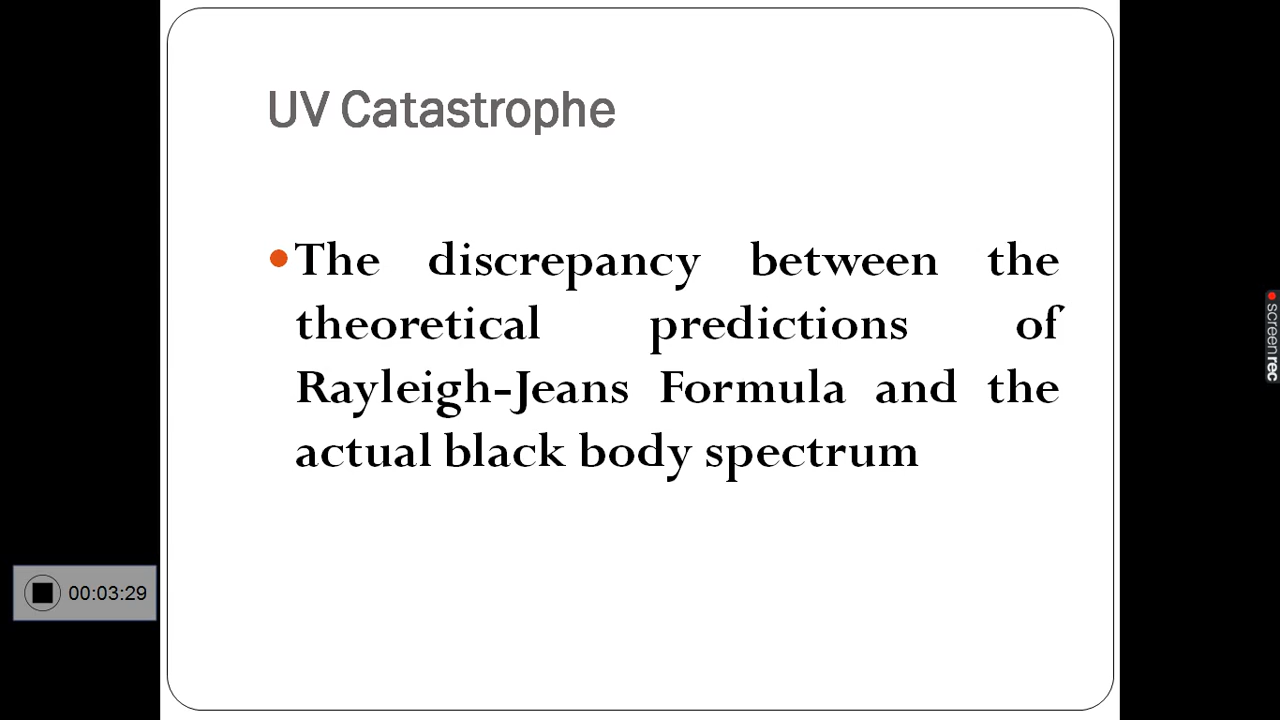 UV Catastrophe
•The discrepancy between the
theoretical predictions of
Rayleigh-Jeans Formula and the
actual black body spectrum
00:03:29
screenrec